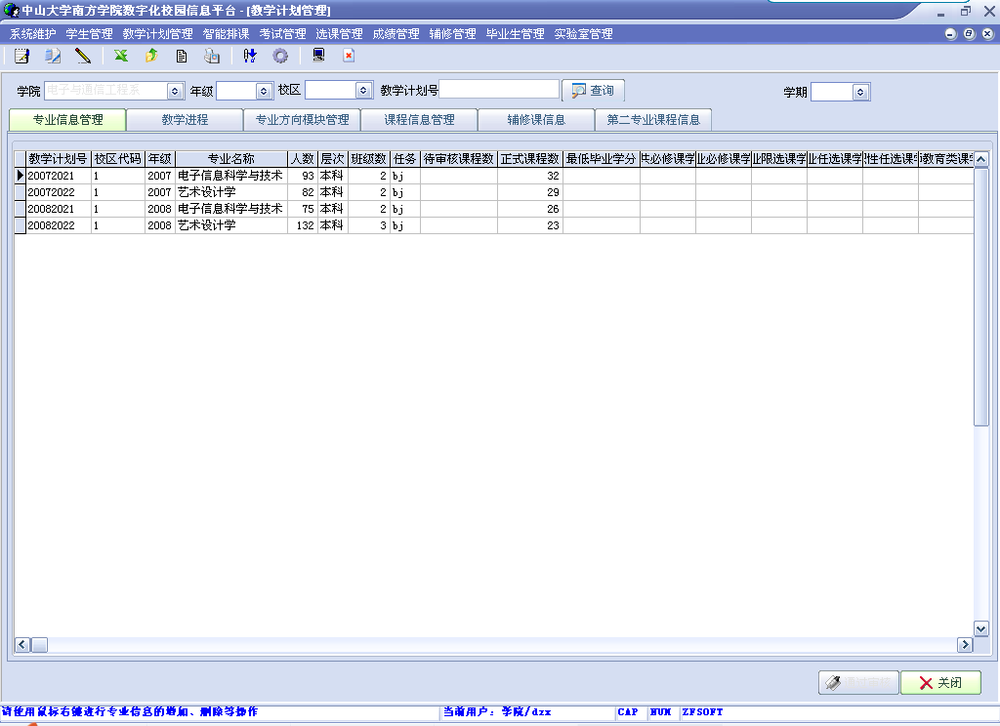 中山大学南方学院数字化校园信息平台 - [教学计划管理]
系统维护 学生管理 教学计划管理 智能排课 考试管理 选课管理 成绩管理 辅修管理 毕业生管理 实验室管理
学院 电子与通信工程系 年级 校区 教学计划号 查询 学期
专业信息管理 教学进程 专业方向模块管理 课程信息管理 辅修课信息 第二专业课程信息
教学计划号 校区代码 年级 专业名称 人数 层次 班级数 任务 待审核课程数 正式课程数 最低毕业学分 共必修课学 业必修课学 业限选课学 业任选课学 性任选课学 教育类课
20072021 1 2007 电子信息科学与技术 93 本科 2 bj 32
20072022 1 2007 艺术设计学 82 本科 2 bj 29
20082021 1 2008 电子信息科学与技术 75 本科 2 bj 26
20082022 1 2008 艺术设计学 132 本科 3 bj 23
关闭
请使用鼠标右键进行专业信息的增加、删除等操作 当前用户：学院/dzx CAP NUM ZFSOFT